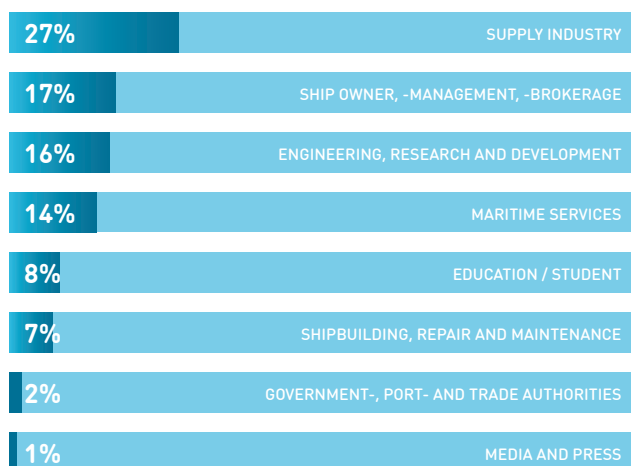 27% SUPPLY INDUSTRY
17% SHIP OWNER, -MANAGEMENT, -BROKERAGE
16% ENGINEERING, RESEARCH AND DEVELOPMENT
14% MARITIME SERVICES
8% EDUCATION / STUDENT
7% SHIPBUILDING, REPAIR AND MAINTENANCE
2% GOVERNMENT-, PORT- AND TRADE AUTHORITIES
1% MEDIA AND PRESS